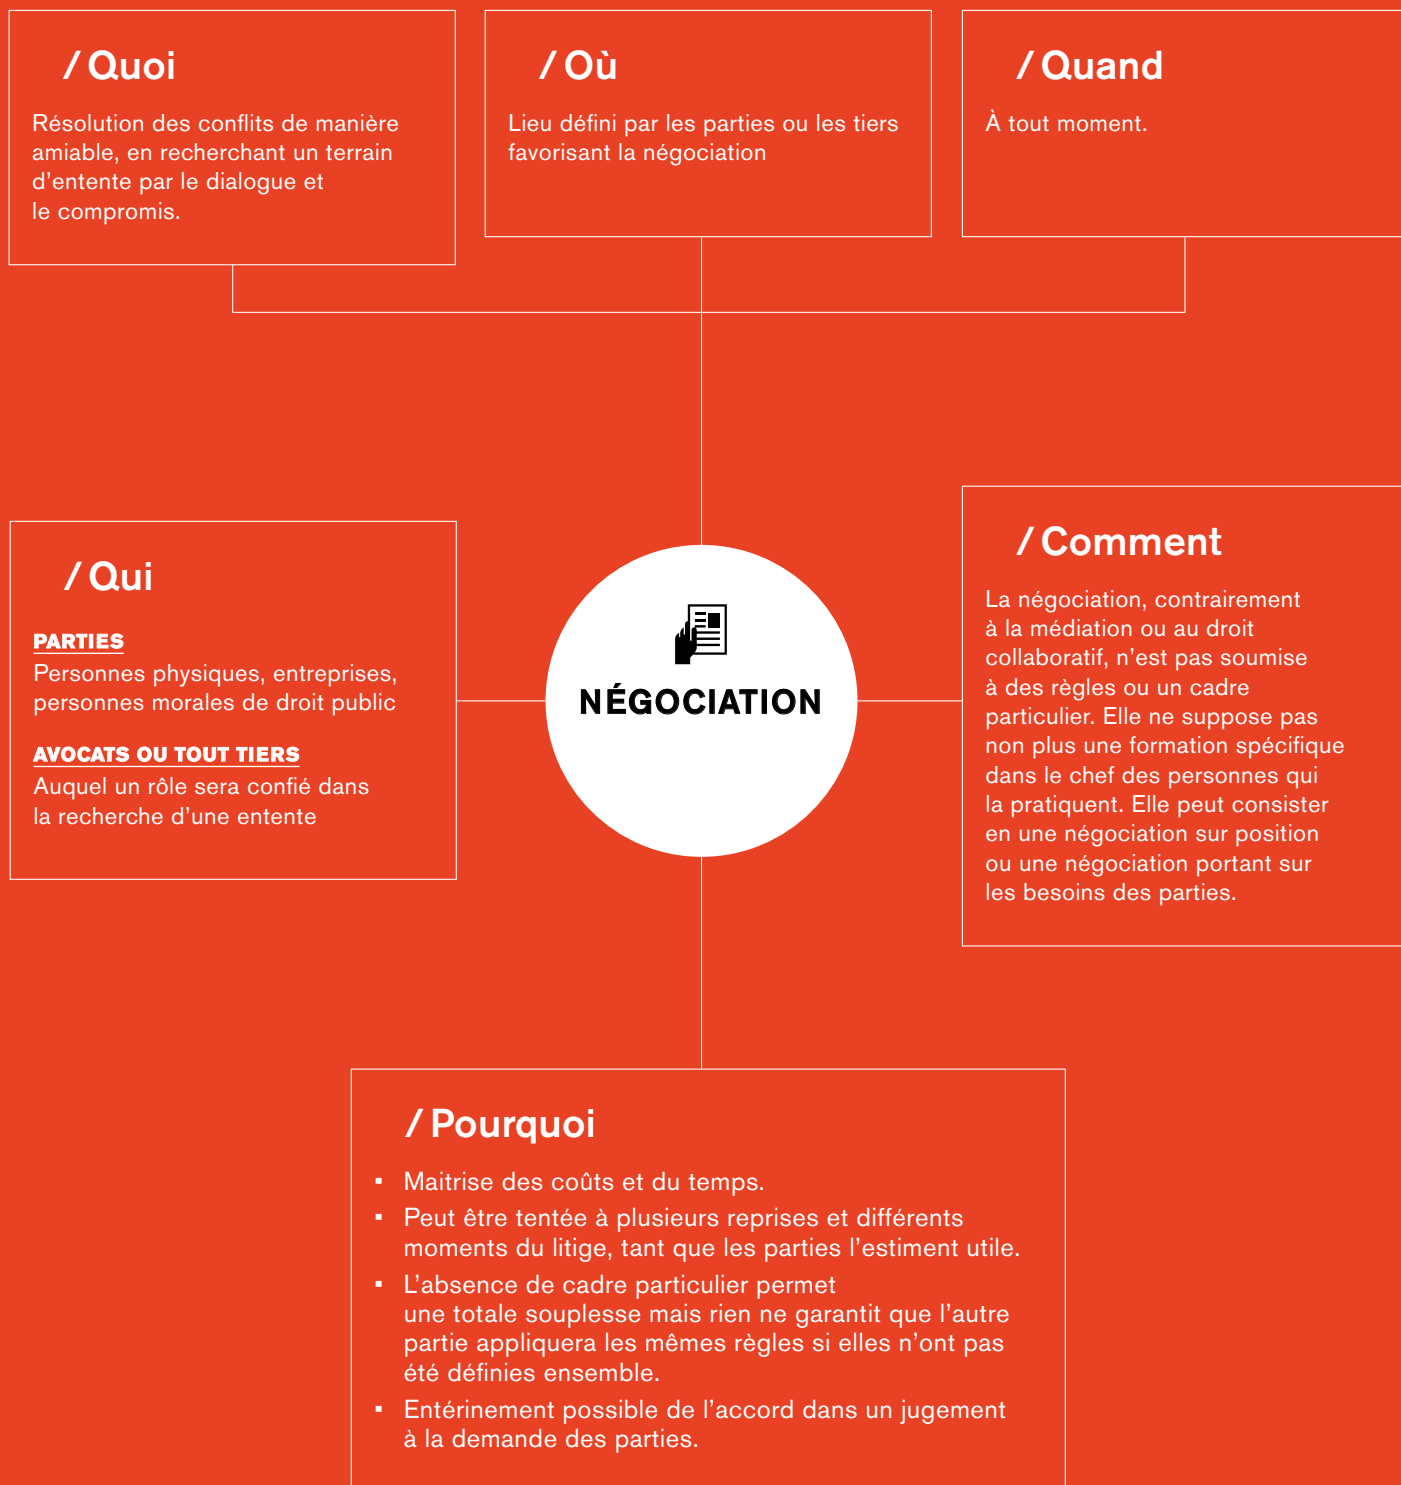 / Quoi
Résolution des conflits de manière
amiable, en recherchant un terrain
d’entente par le dialogue et
le compromis.
/ Où
Lieu défini par les parties ou les tiers
favorisant la négociation
/ Quand
À tout moment.
/ Qui
PARTIES
Personnes physiques, entreprises,
personnes morales de droit public
AVOCATS OU TOUT TIERS
Auquel un rôle sera confié dans
la recherche d’une entente
NÉGOCIATION
/ Comment
La négociation, contrairement
à la médiation ou au droit
collaboratif, n’est pas soumise
à des règles ou un cadre
particulier. Elle ne suppose pas
non plus une formation spécifique
dans le chef des personnes qui
la pratiquent. Elle peut consister
en une négociation sur position
ou une négociation portant sur
les besoins des parties.
/ Pourquoi
▪ Maitrise des coûts et du temps.
▪ Peut être tentée à plusieurs reprises et différents
moments du litige, tant que les parties l’estiment utile.
▪ L’absence de cadre particulier permet
une totale souplesse mais rien ne garantit que l’autre
partie appliquera les mêmes règles si elles n’ont pas
été définies ensemble.
▪ Entérinement possible de l’accord dans un jugement
à la demande des parties.